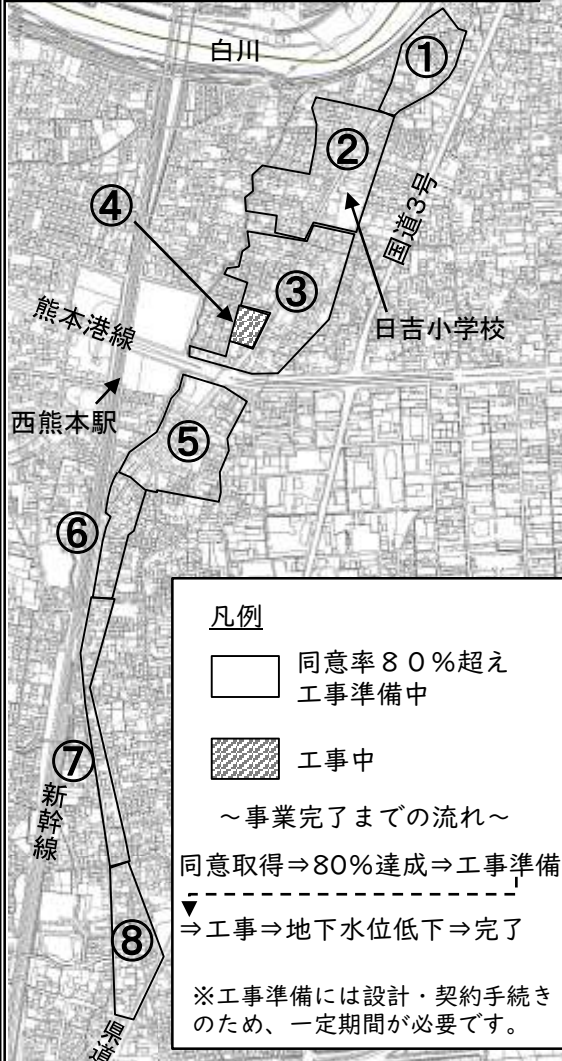 白川
①
②
国道3号
④
③
日吉小学校
熊本港線
西熊本駅
⑤
⑥
⑦
新幹線
⑧
県道
凡例
同意率80%超え
工事準備中
工事中
~事業完了までの流れ~
同意取得⇒80%達成⇒工事準備
⇒工事⇒地下水位低下⇒完了
※工事準備には設計・契約手続き
のため、一定期間が必要です。